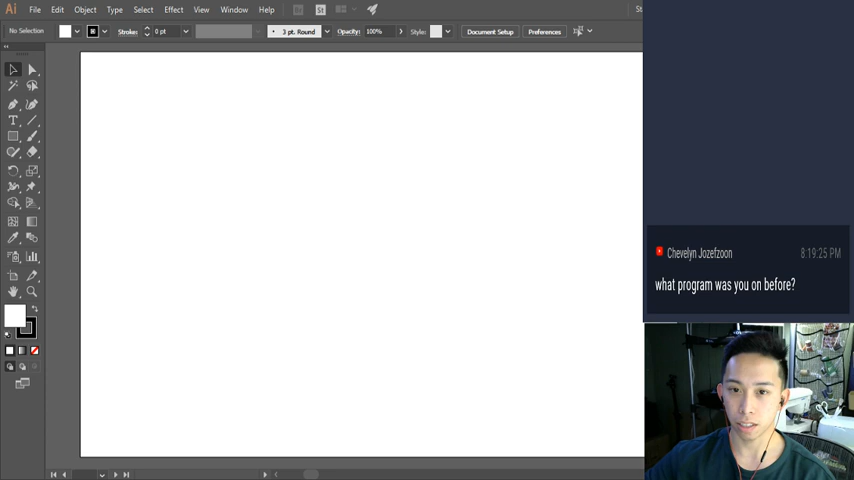 Ai File Edit Object Type Select Effect View Window Help Br St
No Selection Stroke: 0 pt 3 pt. Round Opacity: 100% Style: Document Setup Preferences
Chevelyn Jozefzoon 8:19:25 PM
what program was you on before?